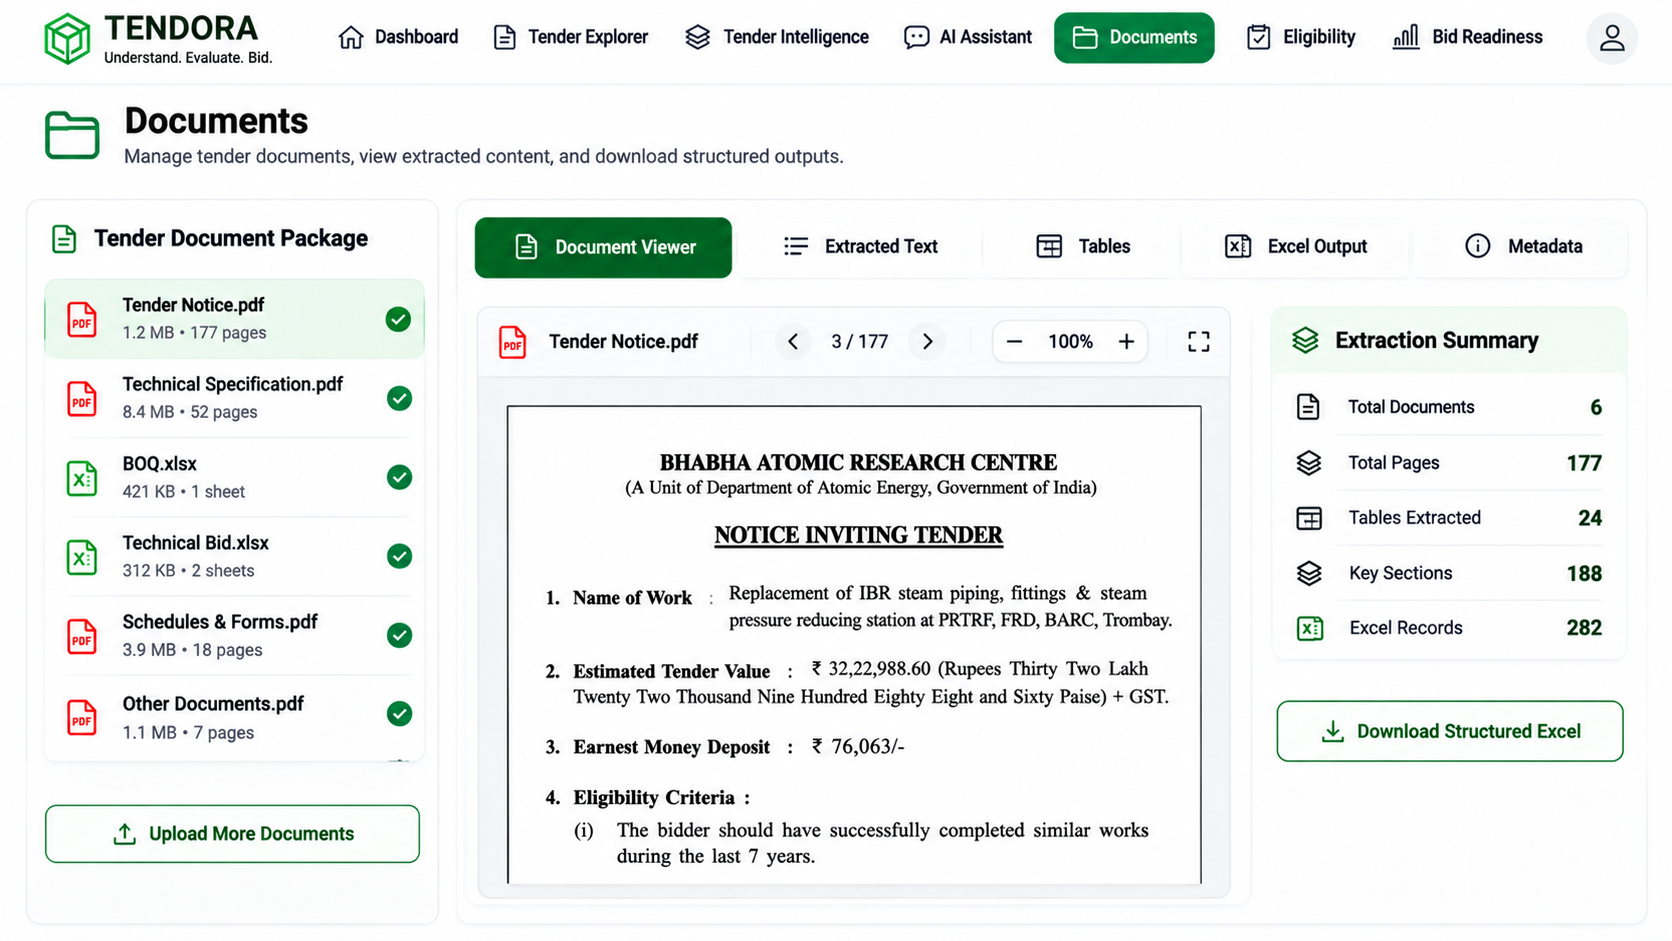 TENDORA
Understand. Evaluate. Bid.
Dashboard
Tender Explorer
Tender Intelligence
AI Assistant
Documents
Eligibility
Bid Readiness
Documents
Manage tender documents, view extracted content, and download structured outputs.
Tender Document Package
PDF
Tender Notice.pdf
1.2 MB • 177 pages
PDF
Technical Specification.pdf
8.4 MB • 52 pages
X
BOQ.xlsx
421 KB • 1 sheet
X
Technical Bid.xlsx
312 KB • 2 sheets
PDF
Schedules & Forms.pdf
3.9 MB • 18 pages
PDF
Other Documents.pdf
1.1 MB • 7 pages
Upload More Documents
Document Viewer
Extracted Text
Tables
X
Excel Output
Metadata
PDF
Tender Notice.pdf
3 / 177
100%
BHABHA ATOMIC RESEARCH CENTRE
(A Unit of Department of Atomic Energy, Government of India)
NOTICE INVITING TENDER
1. Name of Work : Replacement of IBR steam piping, fittings & steam
pressure reducing station at PRTRF, FRD, BARC, Trombay.
2. Estimated Tender Value : ₹ 32,22,988.60 (Rupees Thirty Two Lakh
Twenty Two Thousand Nine Hundred Eighty Eight and Sixty Paise) + GST.
3. Earnest Money Deposit : ₹ 76,063/-
4. Eligibility Criteria :
(i) The bidder should have successfully completed similar works
during the last 7 years.
Extraction Summary
Total Documents 6
Total Pages 177
Tables Extracted 24
Key Sections 188
X
Excel Records 282
Download Structured Excel